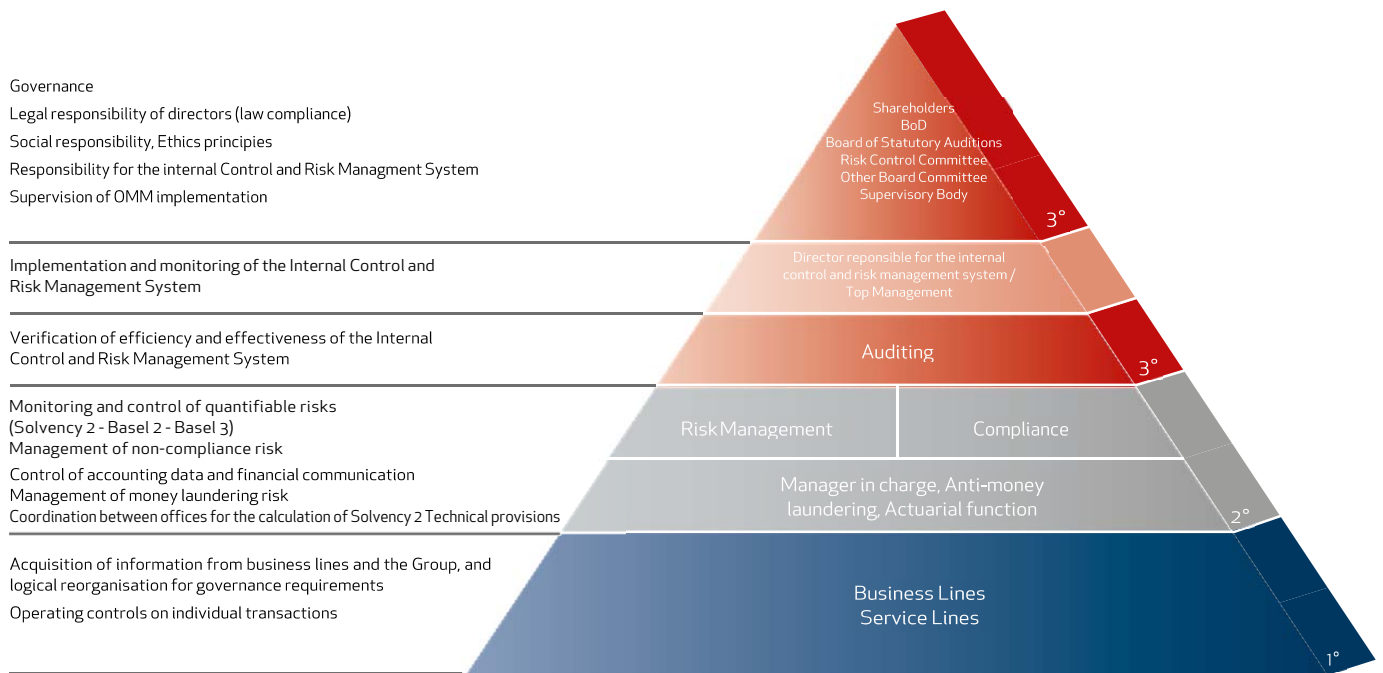 Governance
Legal responsibility of directors (law compliance)
Social responsibility, Ethics principies
Responsibility for the internal Control and Risk Managment System
Supervision of OMM implementation
Shareholders
BoD
Board of Statutory Auditions
Risk Control Committee
Other Board Committee
Supervisory Body
3°
Implementation and monitoring of the Internal Control and
Risk Management System
Director reponsible for the internal
control and risk management system /
Top Management
Verification of efficiency and effectiveness of the Internal
Control and Risk Management System
Auditing
3°
Monitoring and control of quantifiable risks
(Solvency 2 - Basel 2 - Basel 3)
Management of non-compliance risk
Risk Management
Compliance
Control of accounting data and financial communication
Management of money laundering risk
Coordination between offices for the calculation of Solvency 2 Technical provisions
Manager in charge, Anti-money
laundering, Actuarial function
2°
Acquisition of information from business lines and the Group, and
logical reorganisation for governance requirements
Operating controls on individual transactions
Business Lines
Service Lines
1°